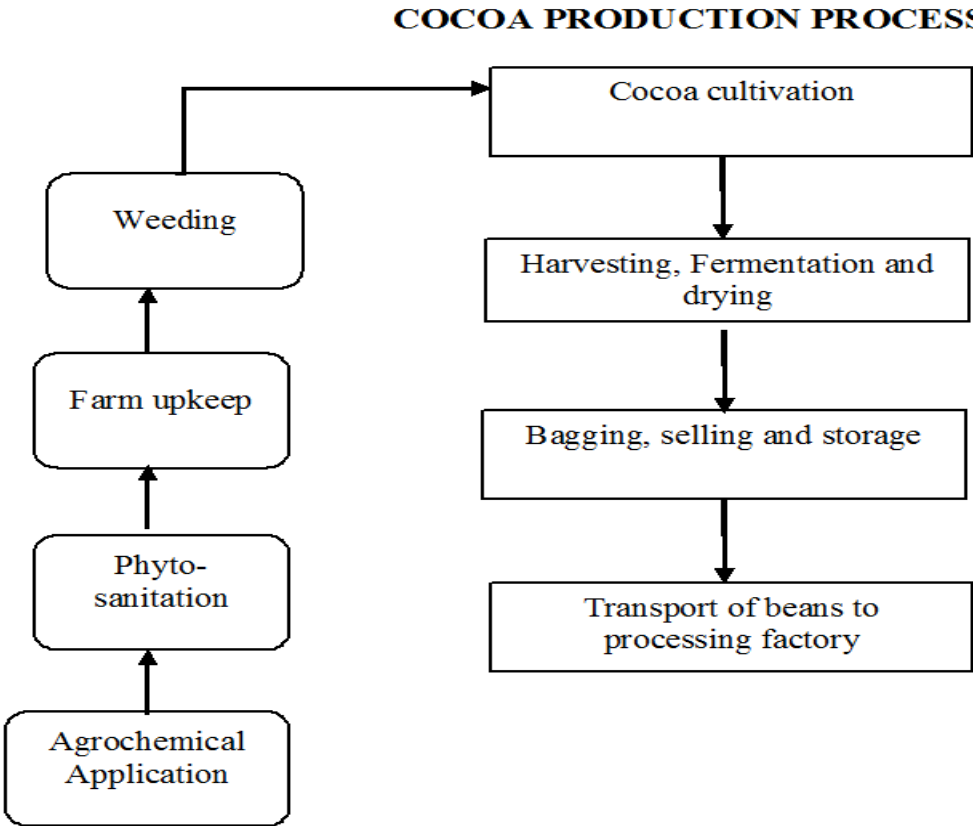 COCOA PRODUCTION PROCESS
Cocoa cultivation
Weeding
Harvesting, Fermentation and
drying
Farm upkeep
Bagging, selling and storage
Phyto-
sanitation
Transport of beans to
processing factory
Agrochemical
Application